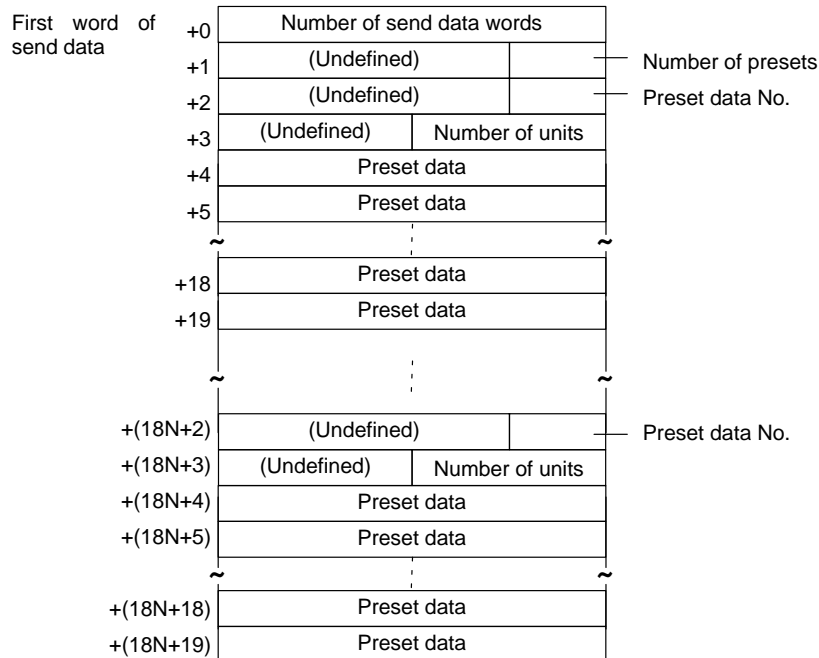 First word of
send data
+0
Number of send data words
+1
(Undefined)
Number of presets
+2
(Undefined)
Preset data No.
+3
(Undefined)
Number of units
+4
Preset data
+5
Preset data
~ ~
+18
Preset data
+19
Preset data
~ ~
+(18N+2)
(Undefined)
Preset data No.
+(18N+3)
(Undefined)
Number of units
+(18N+4)
Preset data
+(18N+5)
Preset data
~ ~
+(18N+18)
Preset data
+(18N+19)
Preset data